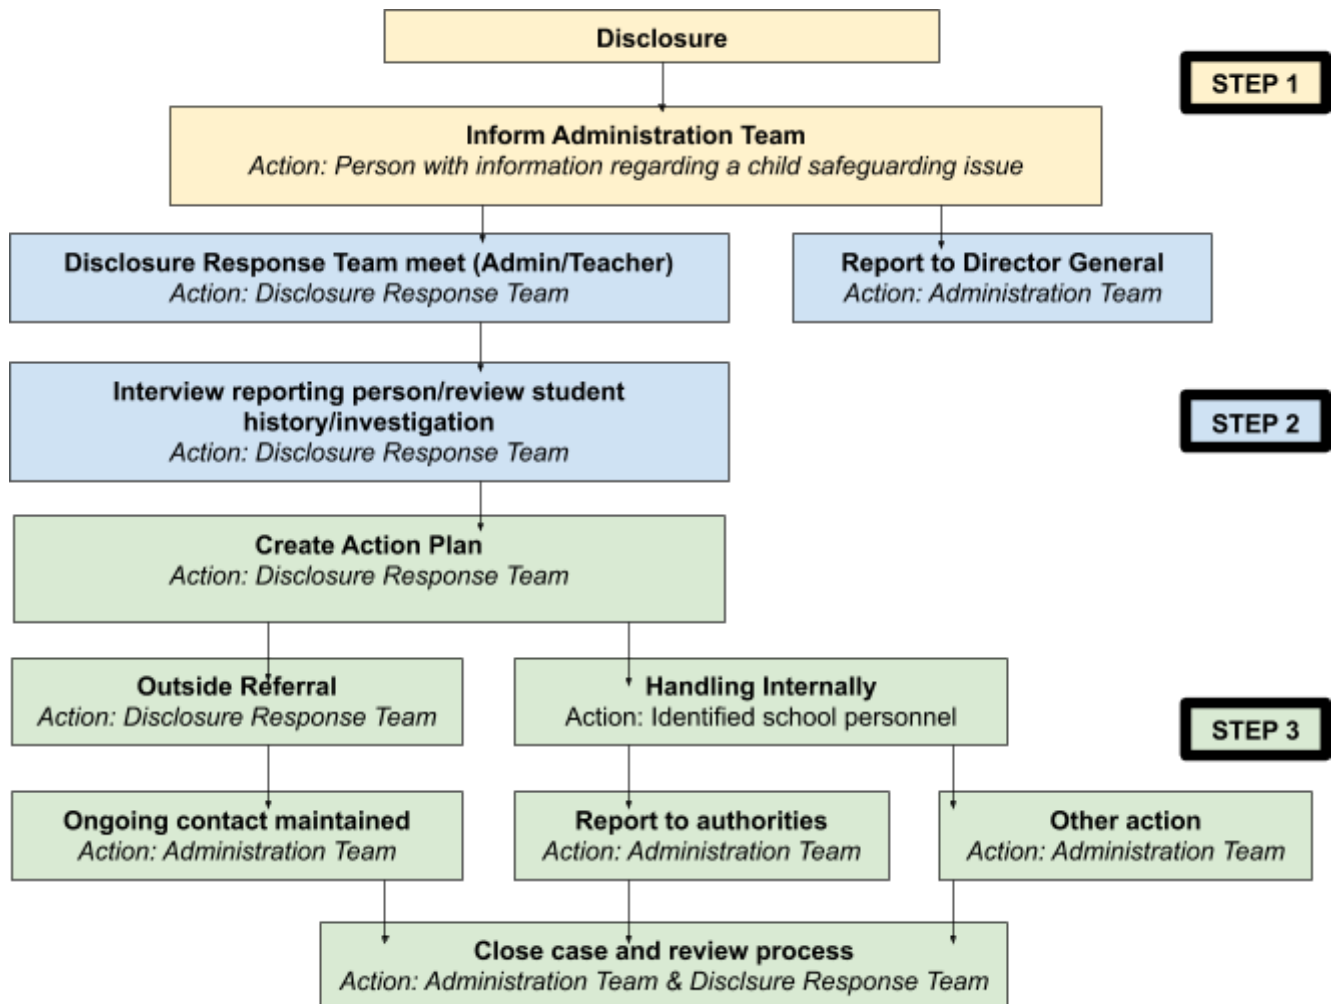 Disclosure
STEP 1
Inform Administration Team
Action: Person with information regarding a child safeguarding issue
Disclosure Response Team meet (Admin/Teacher)
Action: Disclosure Response Team
Report to Director General
Action: Administration Team
Interview reporting person/review student
history/investigation
Action: Disclosure Response Team
STEP 2
Create Action Plan
Action: Disclosure Response Team
Outside Referral
Action: Disclosure Response Team
Handling Internally
Action: Identified school personnel
STEP 3
Ongoing contact maintained
Action: Administration Team
Report to authorities
Action: Administration Team
Other action
Action: Administration Team
Close case and review process
Action: Administration Team & Disclsure Response Team